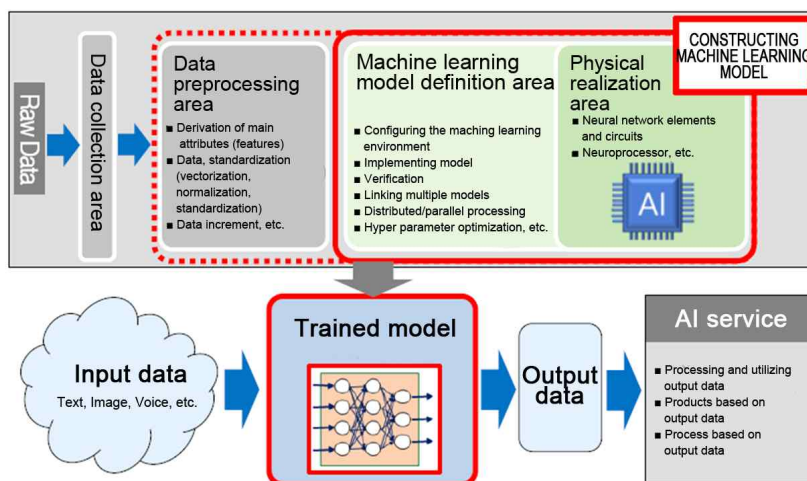 CONSTRUCTING
MACHINE LEARNING
MODEL
Raw Data
Data collection area
Data
preprocessing
area
■ Derivation of main
attributes (features)
■ Data, standardization
(vectorization,
normalization,
standardization)
■ Data increment, etc.
Machine learning
model definition area
■ Configuring the maching learning
environment
■ Implementing model
■ Verification
■ Linking multiple models
■ Distributed/parallel processing
■ Hyper parameter optimization, etc.
Physical
realization
area
■ Neural network elements
and circuits
■ Neuroprocessor, etc.
AI
Input data
Text, Image, Voice, etc.
Trained model
Output
data
AI service
■ Processing and utilizing
output data
■ Products based on
output data
■ Process based on
output data